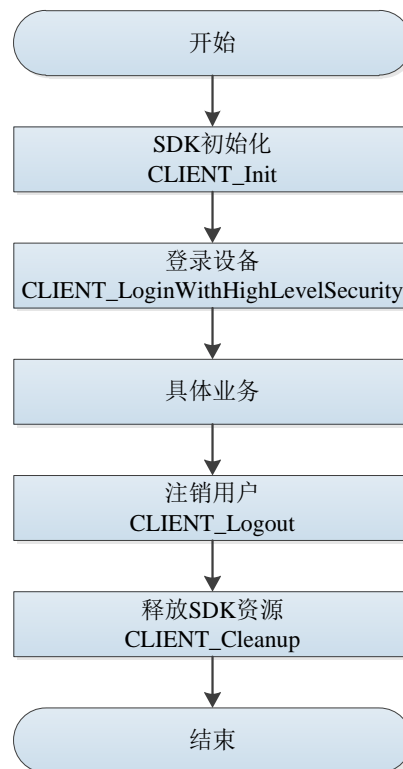 开始
SDK初始化
CLIENT_Init
登录设备
CLIENT_LoginWithHighLevelSecurity
具体业务
注销用户
CLIENT_Logout
释放SDK资源
CLIENT_Cleanup
结束